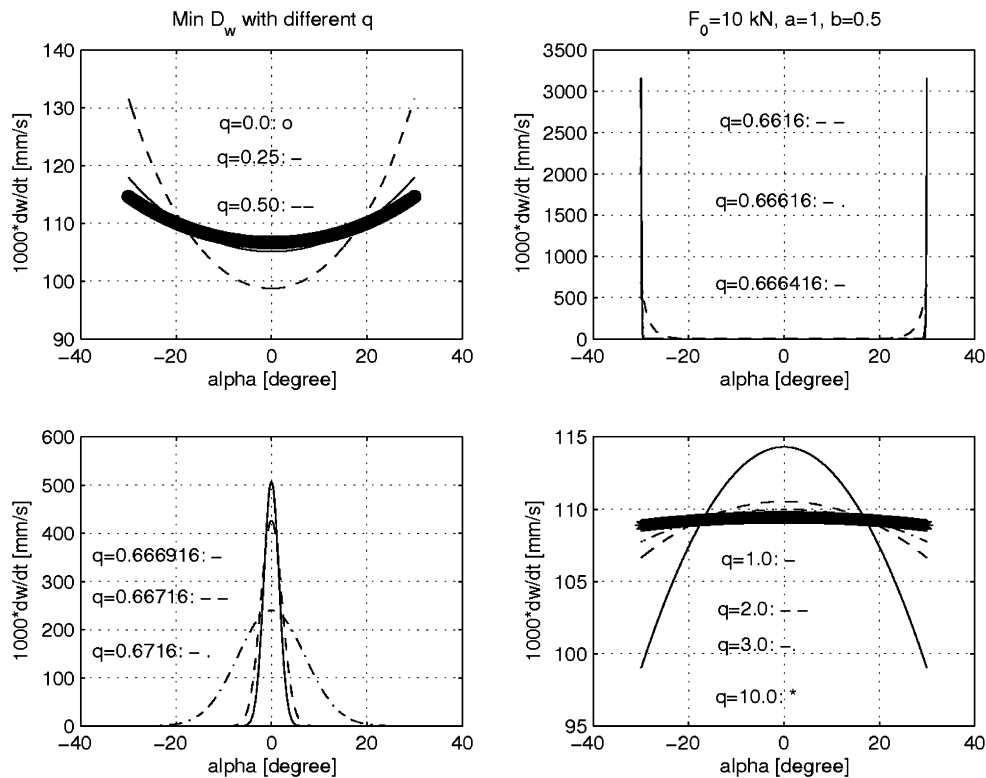 Min D_w with different q
F_0=10 kN, a=1, b=0.5
140
130
120
110
100
90
1000*dw/dt [mm/s]
q=0.0: o
q=0.25: –
q=0.50: ––
−40
−20
0
20
40
alpha [degree]
3500
3000
2500
2000
1500
1000
500
0
1000*dw/dt [mm/s]
q=0.6616: – –
q=0.66616: – .
q=0.666416: –
−40
−20
0
20
40
alpha [degree]
600
500
400
300
200
100
0
1000*dw/dt [mm/s]
q=0.666916: –
q=0.66716: – –
q=0.6716: – .
−40
−20
0
20
40
alpha [degree]
115
110
105
100
95
1000*dw/dt [mm/s]
q=1.0: –
q=2.0: – –
q=3.0: –.
q=10.0: *
−40
−20
0
20
40
alpha [degree]